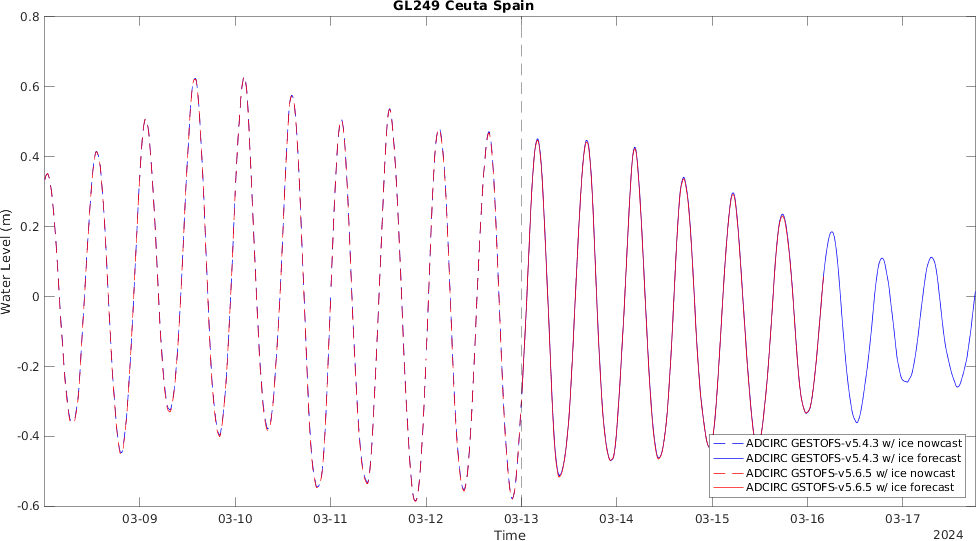 GL249 Ceuta Spain
0.8
0.6
0.4
0.2
0
-0.2
-0.4
-0.6
Water Level (m)
ADCIRC GESTOFS-v5.4.3 w/ ice nowcast
ADCIRC GESTOFS-v5.4.3 w/ ice forecast
ADCIRC GSTOFS-v5.6.5 w/ ice nowcast
ADCIRC GSTOFS-v5.6.5 w/ ice forecast
03-09 03-10 03-11 03-12 03-13 03-14 03-15 03-16 03-17
Time
2024